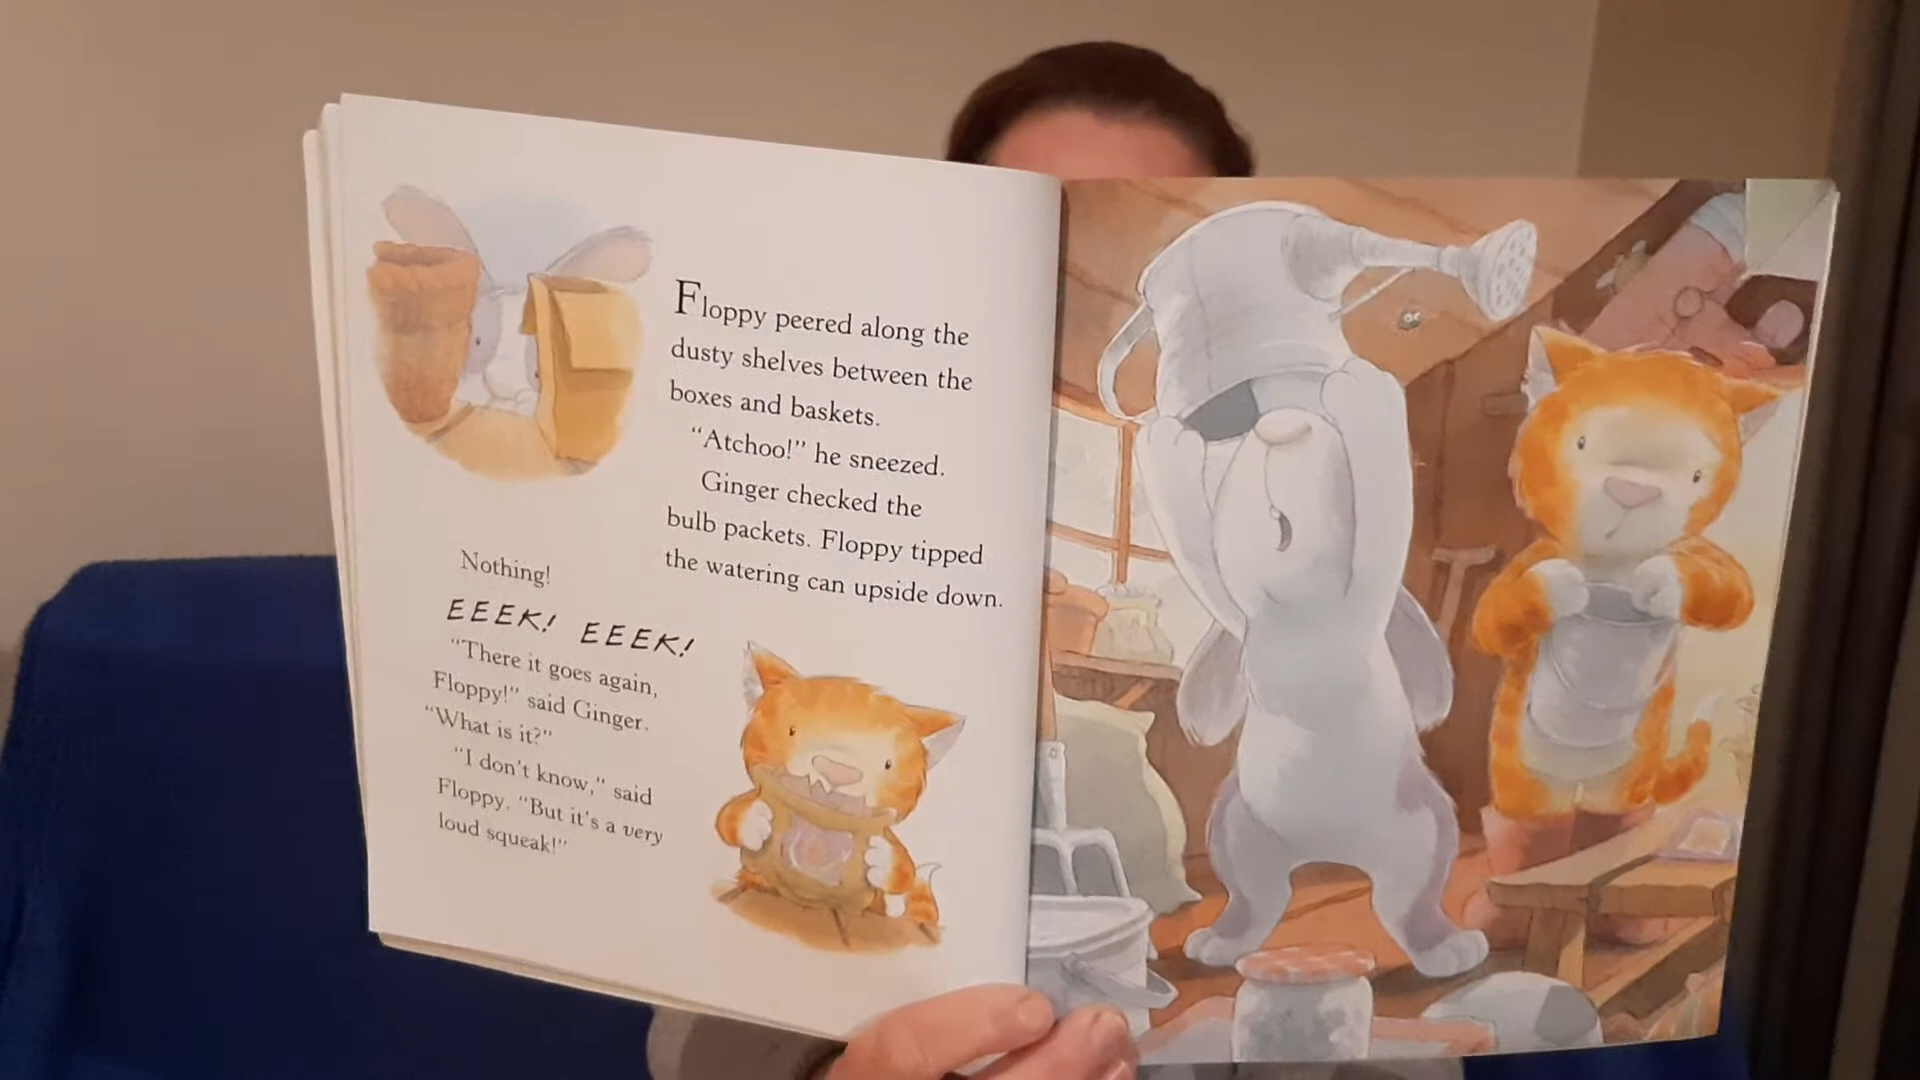 Floppy peered along the
dusty shelves between the
boxes and baskets.
“Atchoo!” he sneezed.
Ginger checked the
bulb packets. Floppy tipped
the watering can upside down.
Nothing!
EEEK! EEEK!
“There it goes again,
Floppy!” said Ginger.
“What is it?”
“I don’t know,” said
Floppy. “But it’s a very
loud squeak!”